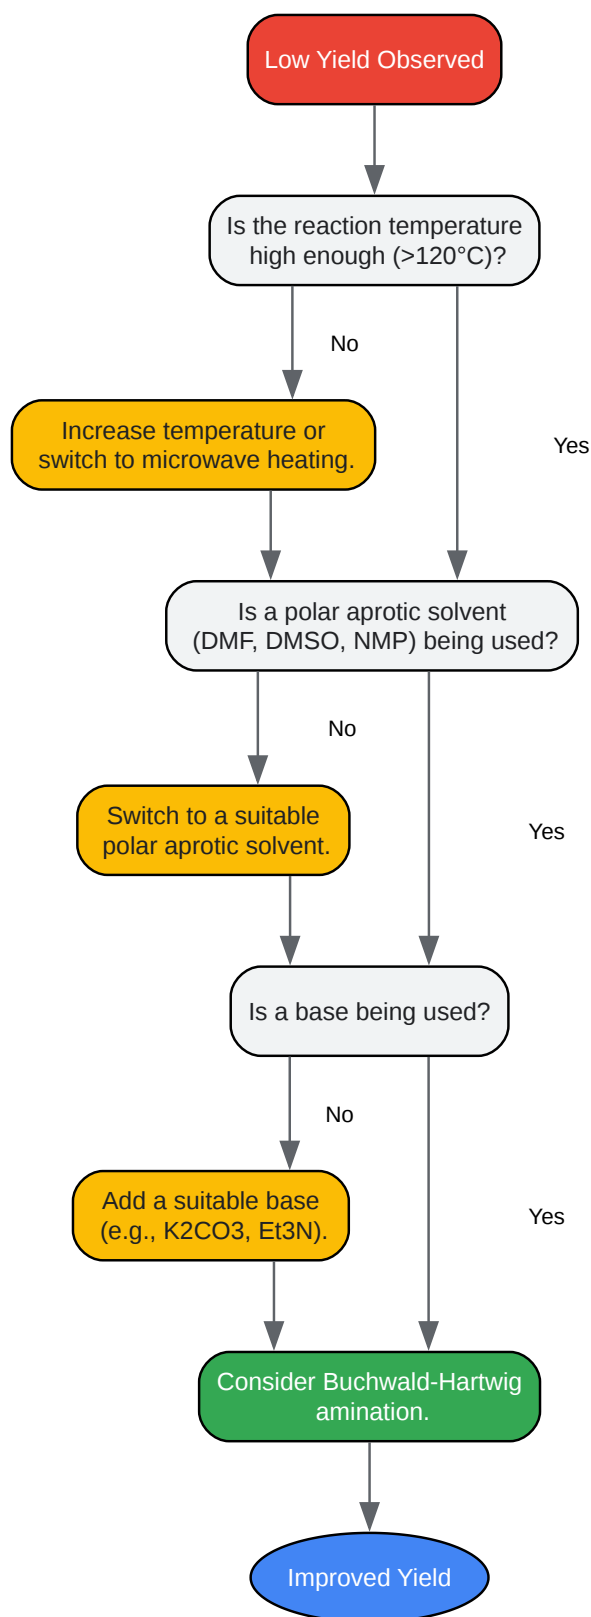 Low Yield Observed
Is the reaction temperature
high enough (>120°C)?
No
Increase temperature or
switch to microwave heating.
Yes
Is a polar aprotic solvent
(DMF, DMSO, NMP) being used?
No
Switch to a suitable
polar aprotic solvent.
Yes
Is a base being used?
No
Add a suitable base
(e.g., K2CO3, Et3N).
Yes
Consider Buchwald-Hartwig
amination.
Improved Yield